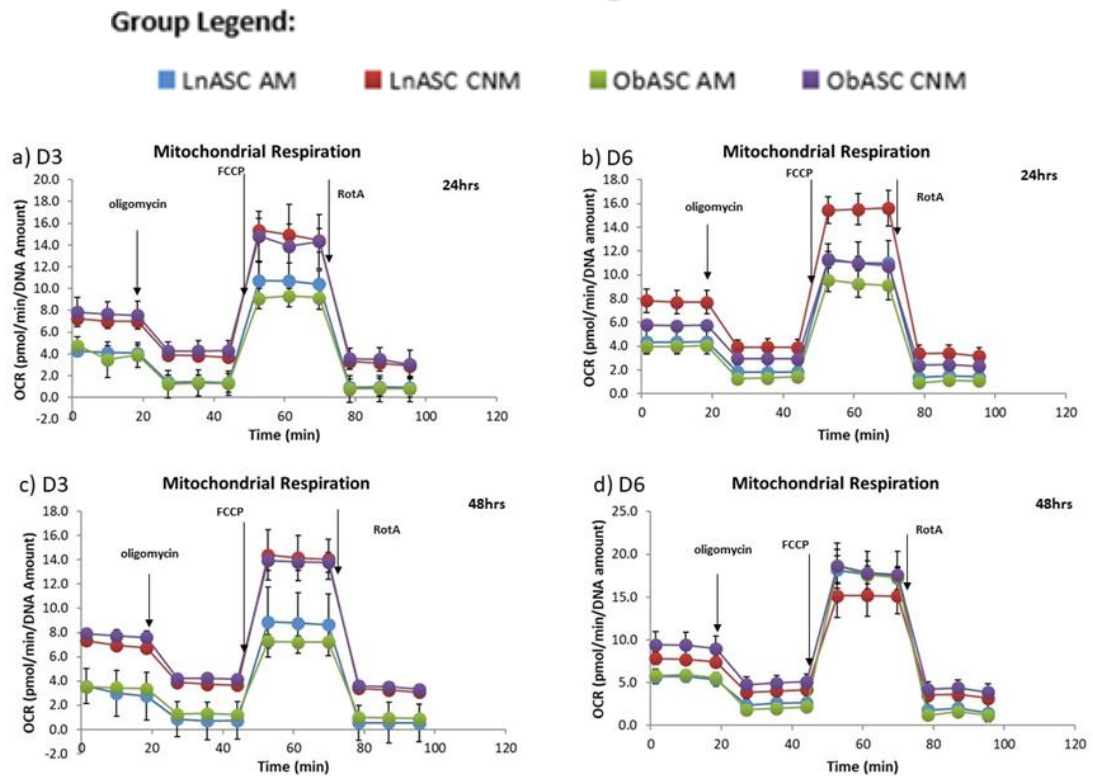 Group Legend:
LnASC AM LnASC CNM ObASC AM ObASC CNM
a) D3
Mitochondrial Respiration
24hrs
FCCP
RotA
oligomycin
20.0
18.0
16.0
14.0
12.0
10.0
8.0
6.0
4.0
2.0
0.0
-2.0
OCR (pmol/min/DNA amount)
0 20 40 60 80 100 120
Time (min)
b) D6
Mitochondrial Respiration
24hrs
FCCP
RotA
oligomycin
18.0
16.0
14.0
12.0
10.0
8.0
6.0
4.0
2.0
0.0
OCR (pmol/min/DNA amount)
0 20 40 60 80 100 120
Time (min)
c) D3
Mitochondrial Respiration
48hrs
FCCP
RotA
oligomycin
18.0
16.0
14.0
12.0
10.0
8.0
6.0
4.0
2.0
0.0
OCR (pmol/min/DNA Amount)
0 20 40 60 80 100 120
Time (min)
d) D6
Mitochondrial Respiration
48hrs
FCCP
RotA
oligomycin
25.0
20.0
15.0
10.0
5.0
0.0
OCR (pmol/min/DNA Amount)
0 20 40 60 80 100 120
Time (min)